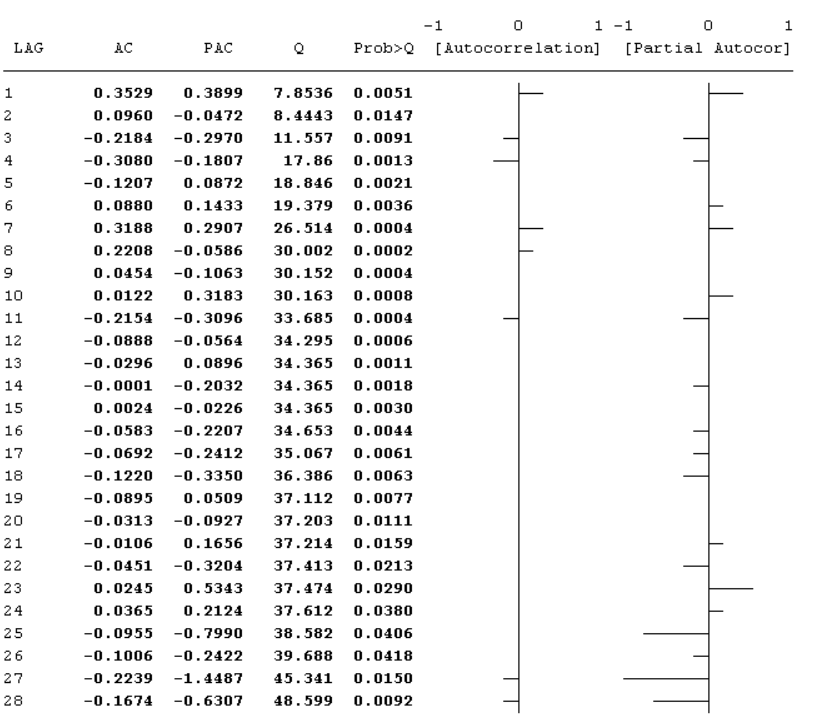 -1 0 1 -1 0 1
LAG AC PAC Q Prob>Q [Autocorrelation] [Partial Autocor]
1 0.3529 0.3899 7.8536 0.0051
2 0.0960 -0.0472 8.4443 0.0147
3 -0.2184 -0.2970 11.557 0.0091
4 -0.3080 -0.1807 17.86 0.0013
5 -0.1207 0.0872 18.846 0.0021
6 0.0880 0.1433 19.379 0.0036
7 0.3188 0.2907 26.514 0.0004
8 0.2208 -0.0586 30.002 0.0002
9 0.0454 -0.1063 30.152 0.0004
10 0.0122 0.3183 30.163 0.0008
11 -0.2154 -0.3096 33.685 0.0004
12 -0.0888 -0.0564 34.295 0.0006
13 -0.0296 0.0896 34.365 0.0011
14 -0.0001 -0.2032 34.365 0.0018
15 0.0024 -0.0226 34.365 0.0030
16 -0.0583 -0.2207 34.653 0.0044
17 -0.0692 -0.2412 35.067 0.0061
18 -0.1220 -0.3350 36.386 0.0063
19 -0.0895 0.0509 37.112 0.0077
20 -0.0313 -0.0927 37.203 0.0111
21 -0.0106 0.1656 37.214 0.0159
22 -0.0451 -0.3204 37.413 0.0213
23 0.0245 0.5343 37.474 0.0290
24 0.0365 0.2124 37.612 0.0380
25 -0.0955 -0.7990 38.582 0.0406
26 -0.1006 -0.2422 39.688 0.0418
27 -0.2239 -1.4487 45.341 0.0150
28 -0.1674 -0.6307 48.599 0.0092